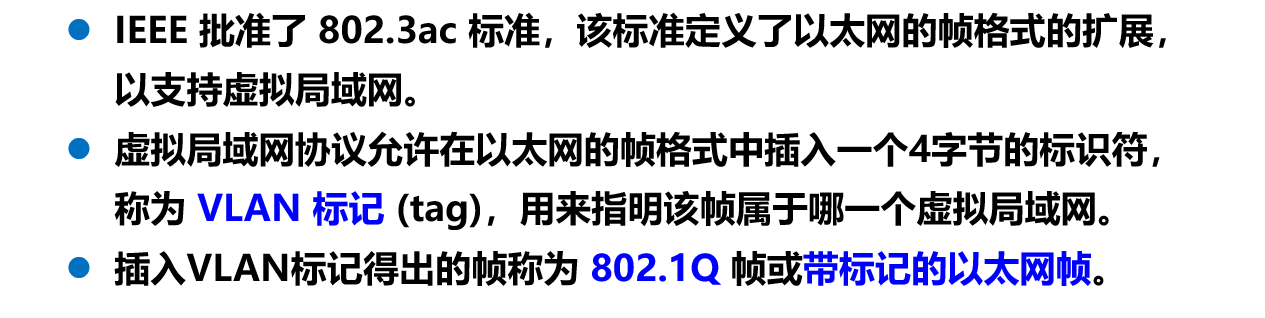 ● IEEE 批准了 802.3ac 标准，该标准定义了以太网的帧格式的扩展，
以支持虚拟局域网。
● 虚拟局域网协议允许在以太网的帧格式中插入一个4字节的标识符，
称为 VLAN 标记 (tag)，用来指明该帧属于哪一个虚拟局域网。
● 插入VLAN标记得出的帧称为 802.1Q 帧或带标记的以太网帧。